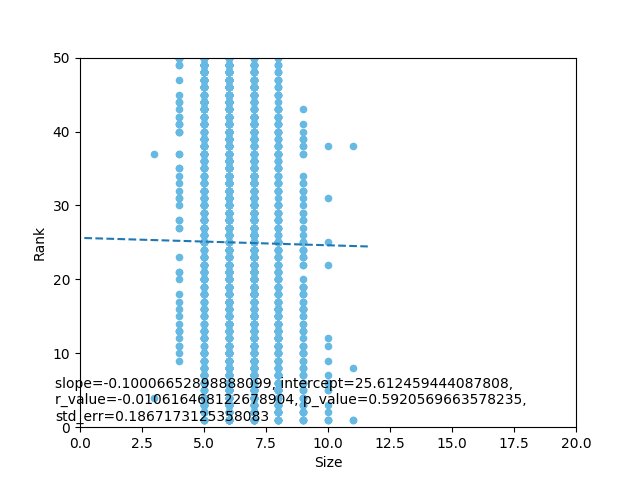 50
40
30
20
10
0
Rank
slope=-0.10006652898888099, intercept=25.612459444087808,
r_value=-0.010616468122678904, p_value=0.5920569663578235,
std_err=0.1867173125358083
0.0 2.5 5.0 7.5 10.0 12.5 15.0 17.5 20.0
Size